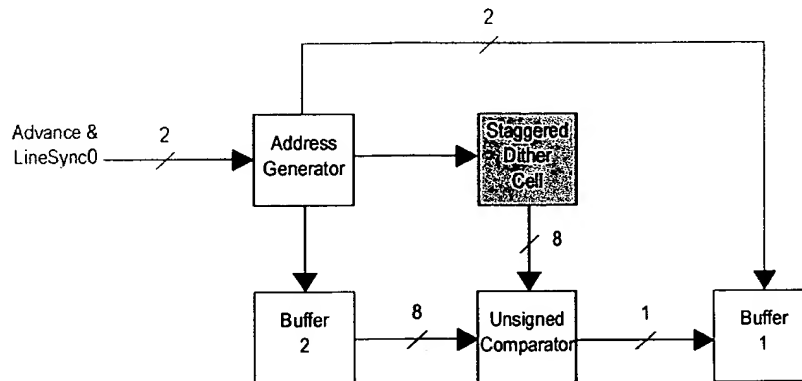 2
Advance &
LineSync0
2
Address
Generator
Staggered
Dither
Cell
8
Buffer
2
8
Unsigned
Comparator
1
Buffer
1